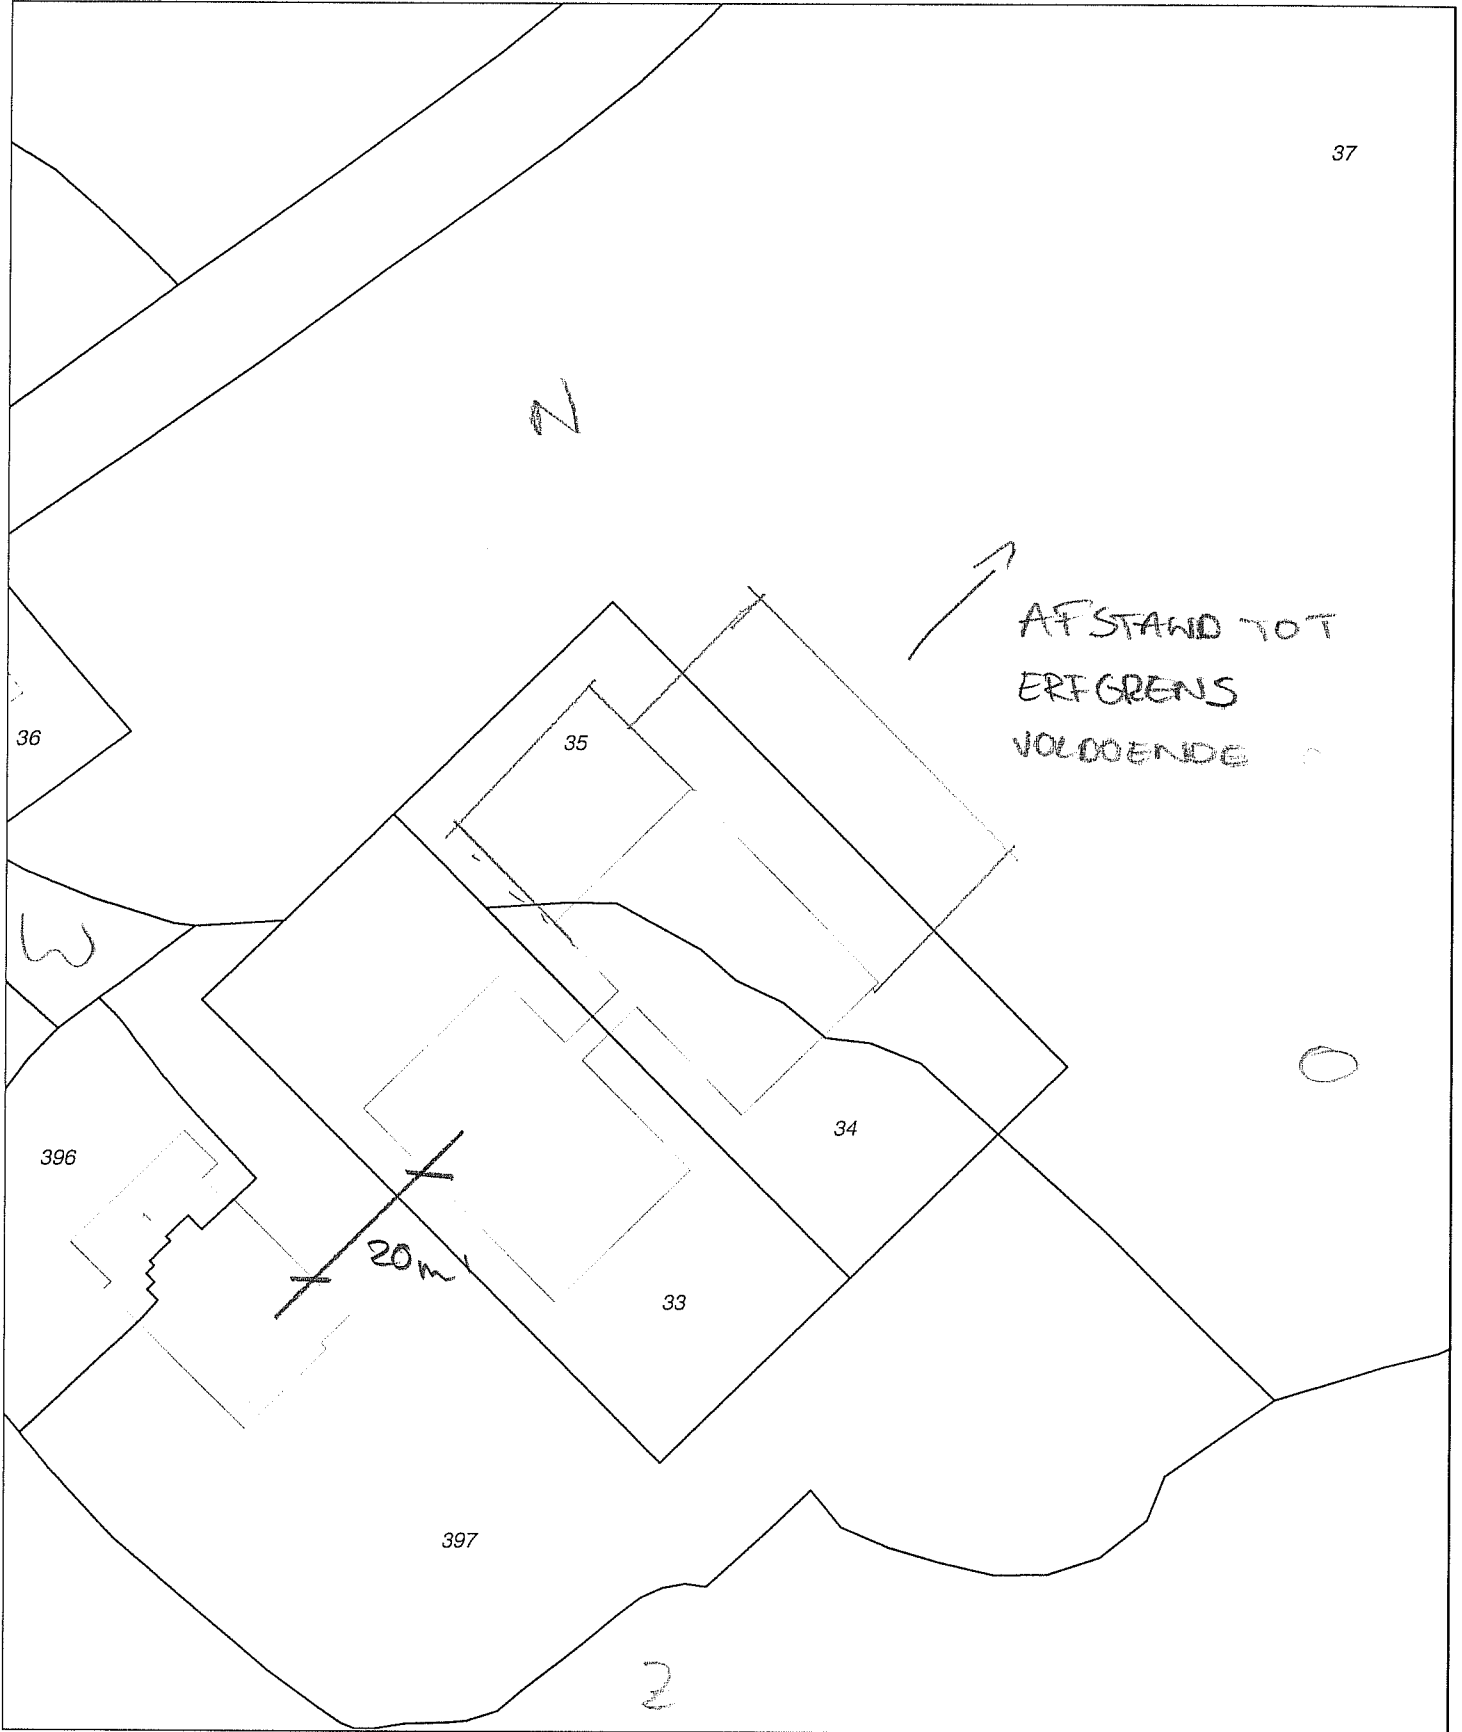 37
N
AFSTAND TOT
ERFGRENS
VOLDOENDE
36
35
W
O
34
396
20m'
33
397
Z